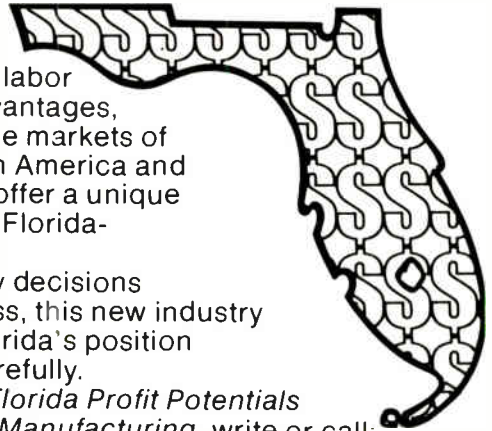 labor
antages,
e markets of
n America and
offer a unique
Florida-
y decisions
ss, this new industry
rida's position
refully.
Florida Profit Potentials
Manufacturing, write or call: